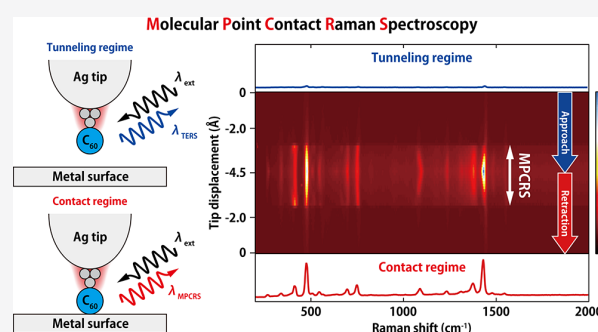 Molecular Point Contact Raman Spectroscopy
Tunneling regime
Ag tip
λext
λTERS
C60
Metal surface
Contact regime
Ag tip
λext
λMPCRS
C60
Metal surface
Tunneling regime
Tip displacement (Å)
0
-2.0
-4.5
-2.0
0
MPCRS
Approach
Retraction
Contact regime
500
1000
1500
2000
Raman shift (cm-1)